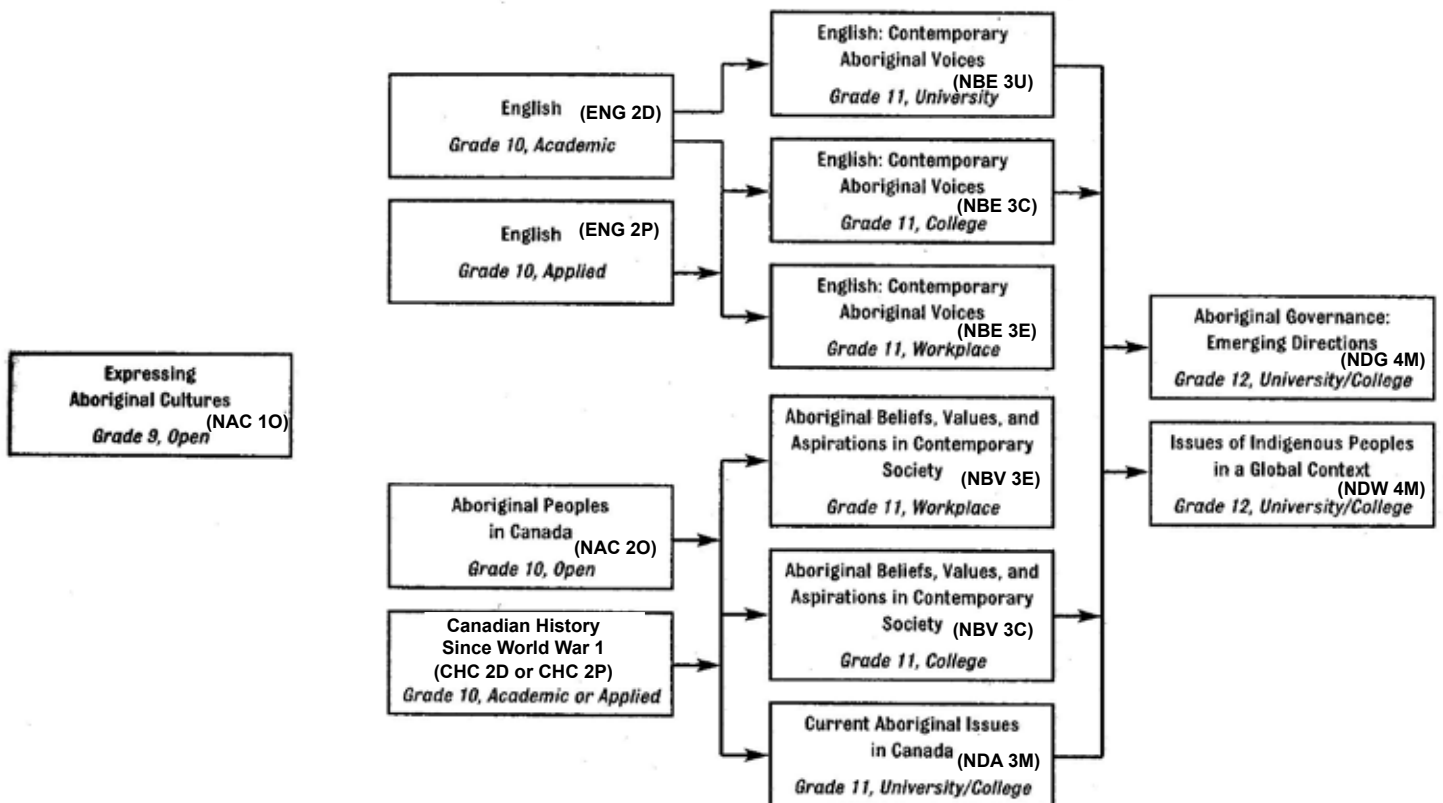 English: Contemporary
Aboriginal Voices
(NBE 3U)
Grade 11, University
English (ENG 2D)
Grade 10, Academic
English: Contemporary
Aboriginal Voices
(NBE 3C)
Grade 11, College
English (ENG 2P)
Grade 10, Applied
English: Contemporary
Aboriginal Voices
(NBE 3E)
Grade 11, Workplace
Aboriginal Governance:
Emerging Directions
(NDG 4M)
Grade 12, University/College
Expressing
Aboriginal Cultures
(NAC 1O)
Grade 9, Open
Aboriginal Beliefs, Values, and
Aspirations in Contemporary
Society (NBV 3E)
Grade 11, Workplace
Issues of Indigenous Peoples
in a Global Context
(NDW 4M)
Grade 12, University/College
Aboriginal Peoples
in Canada
(NAC 2O)
Grade 10, Open
Aboriginal Beliefs, Values, and
Aspirations in Contemporary
Society (NBV 3C)
Grade 11, College
Canadian History
Since World War 1
(CHC 2D or CHC 2P)
Grade 10, Academic or Applied
Current Aboriginal Issues
in Canada (NDA 3M)
Grade 11, University/College